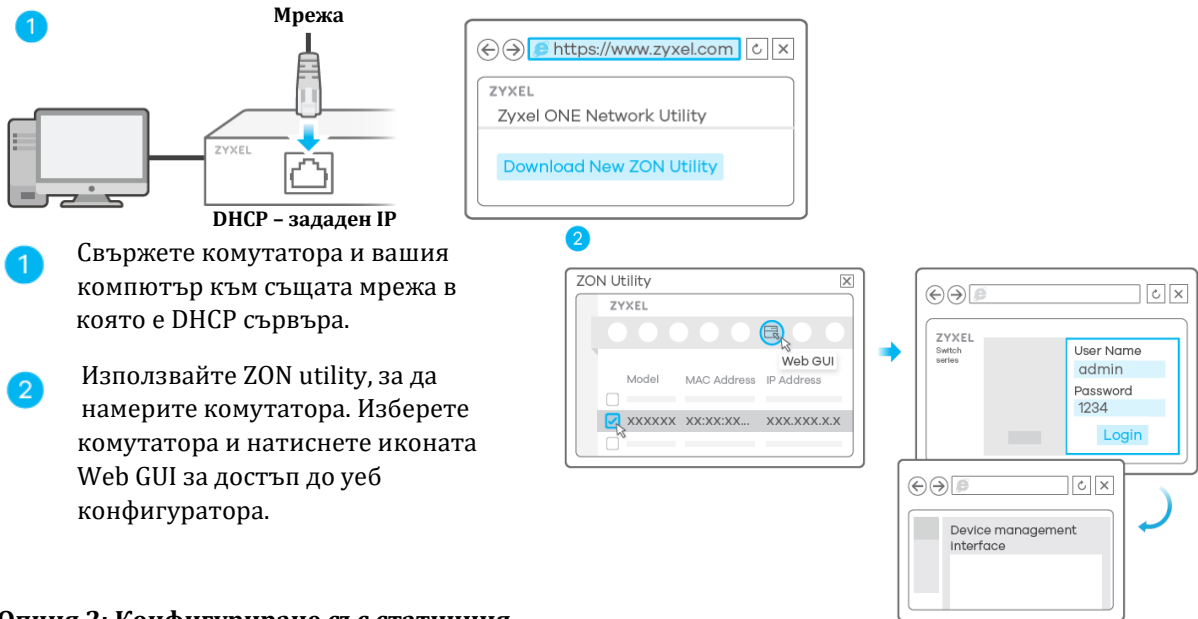 1
Мрежа
ZYXEL
DHCP – зададен IP
https://www.zyxel.com
ZYXEL
Zyxel ONE Network Utility
Download New ZON Utility
1
Свържете комутатора и вашия
компютър към същата мрежа в
която е DHCP сървъра.
2
Използвайте ZON utility, за да
намерите комутатора. Изберете
комутатора и натиснете иконата
Web GUI за достъп до уеб
конфигуратора.
2
ZON Utility
ZYXEL
Web GUI
Model MAC Address IP Address
XXXXXX XX:XX:XX... XXX.XXX.X.X
ZYXEL
Switch
series
User Name
admin
Password
1234
Login
Device management
interface